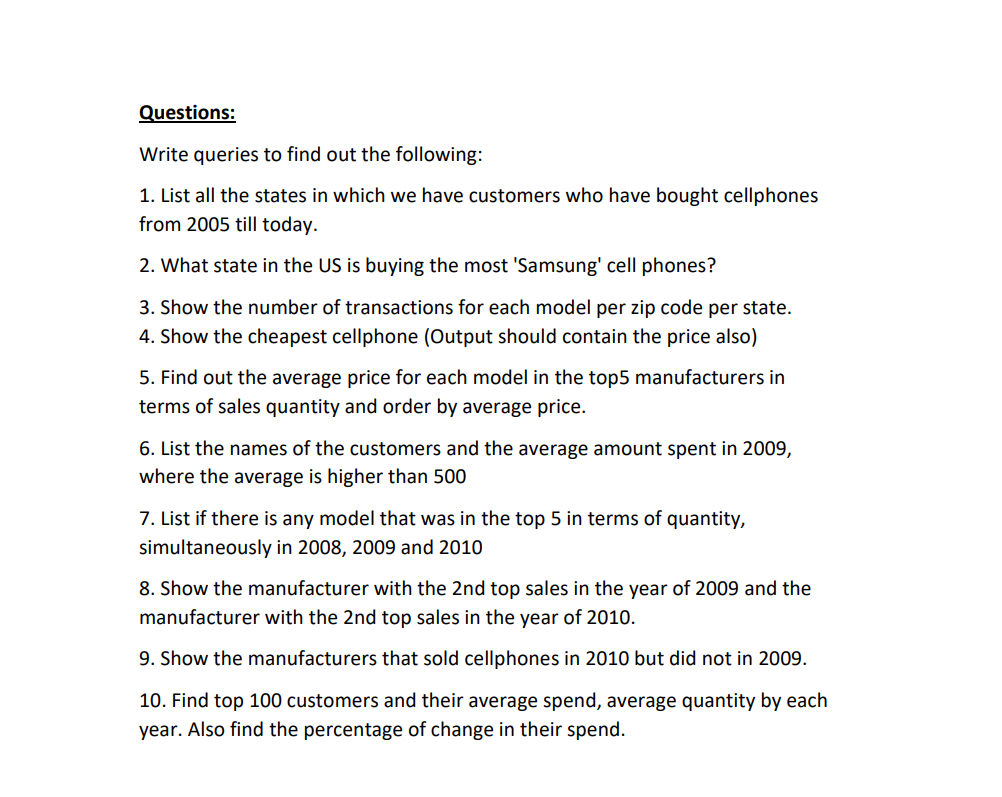 Questions:
Write queries to find out the following:
1. List all the states in which we have customers who have bought cellphones
from 2005 till today.
2. What state in the US is buying the most 'Samsung' cell phones?
3. Show the number of transactions for each model per zip code per state.
4. Show the cheapest cellphone (Output should contain the price also)
5. Find out the average price for each model in the top5 manufacturers in
terms of sales quantity and order by average price.
6. List the names of the customers and the average amount spent in 2009,
where the average is higher than 500
7. List if there is any model that was in the top 5 in terms of quantity,
simultaneously in 2008, 2009 and 2010
8. Show the manufacturer with the 2nd top sales in the year of 2009 and the
manufacturer with the 2nd top sales in the year of 2010.
9. Show the manufacturers that sold cellphones in 2010 but did not in 2009.
10. Find top 100 customers and their average spend, average quantity by each
year. Also find the percentage of change in their spend.